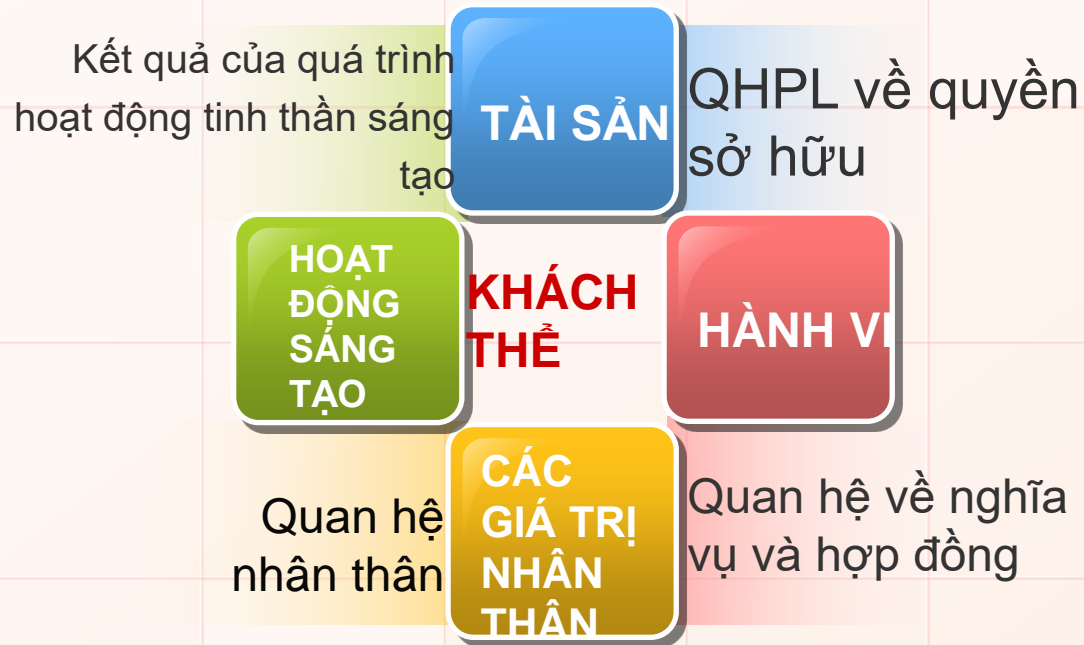 Kết quả của quá trình
hoạt động tinh thần sáng
tạo
TÀI SẢN
QHPL về quyền
sở hữu
HOẠT
ĐỘNG
SÁNG
TẠO
KHÁCH
THỂ
HÀNH VI
Quan hệ
nhân thân
CÁC
GIÁ TRỊ
NHÂN
THÂN
Quan hệ về nghĩa
vụ và hợp đồng